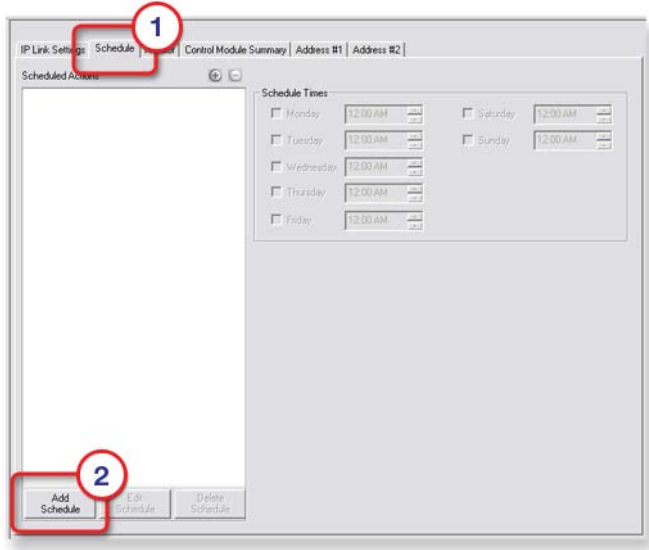 1
IP Link Settings Schedule Control Module Summary Address #1 Address #2
Scheduled Actions
Schedule Times
Monday 12:00 AM Saturday 12:00 AM
Tuesday 12:00 AM Sunday 12:00 AM
Wednesday 12:00 AM
Thursday 12:00 AM
Friday 12:00 AM
2
Add Schedule Edit Schedule Delete Schedule